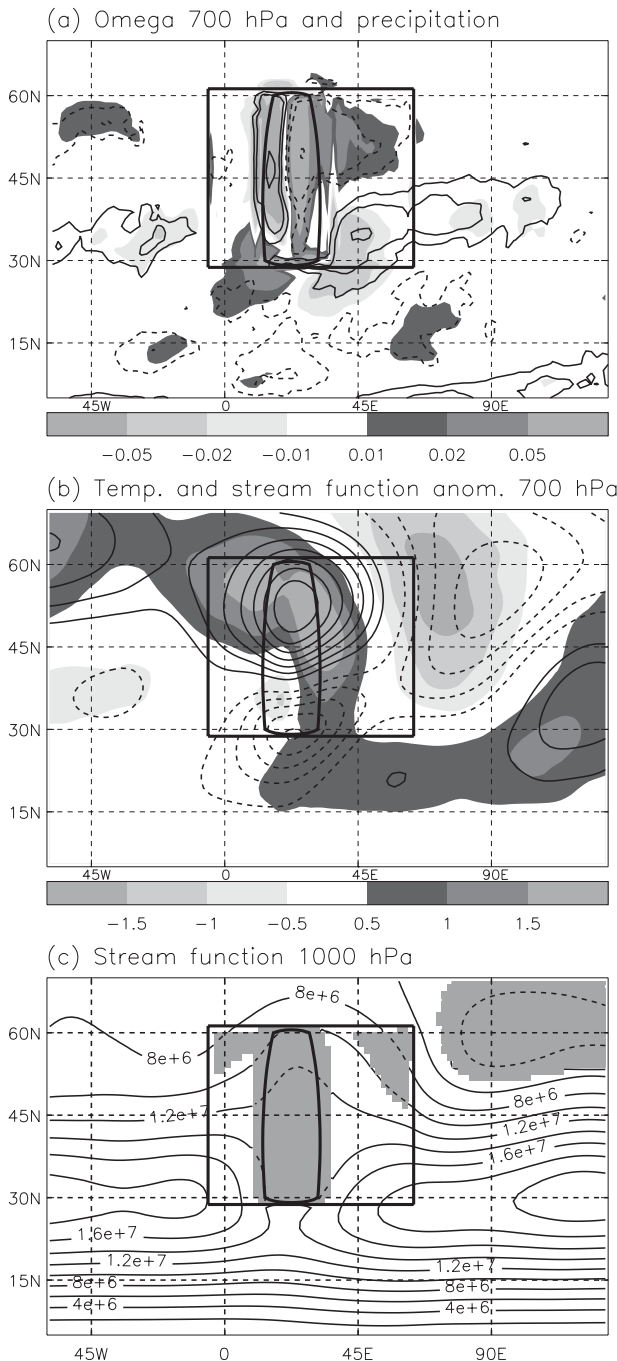 (a) Omega 700 hPa and precipitation
60N
45N
30N
15N
45W 0 45E 90E
−0.05 −0.02 −0.01 0.01 0.02 0.05
(b) Temp. and stream function anom. 700 hPa
60N
45N
30N
15N
45W 0 45E 90E
−1.5 −1 −0.5 0.5 1 1.5
(c) Stream function 1000 hPa
8e+6
60N
8e+6
8e+6
45N
1.2e+7
1.2e+7
1.6e+7
30N
1.6e+7
1.2e+7
1.2e+7
15N
8e+6
8e+6
4e+6
4e+6
45W 0 45E 90E